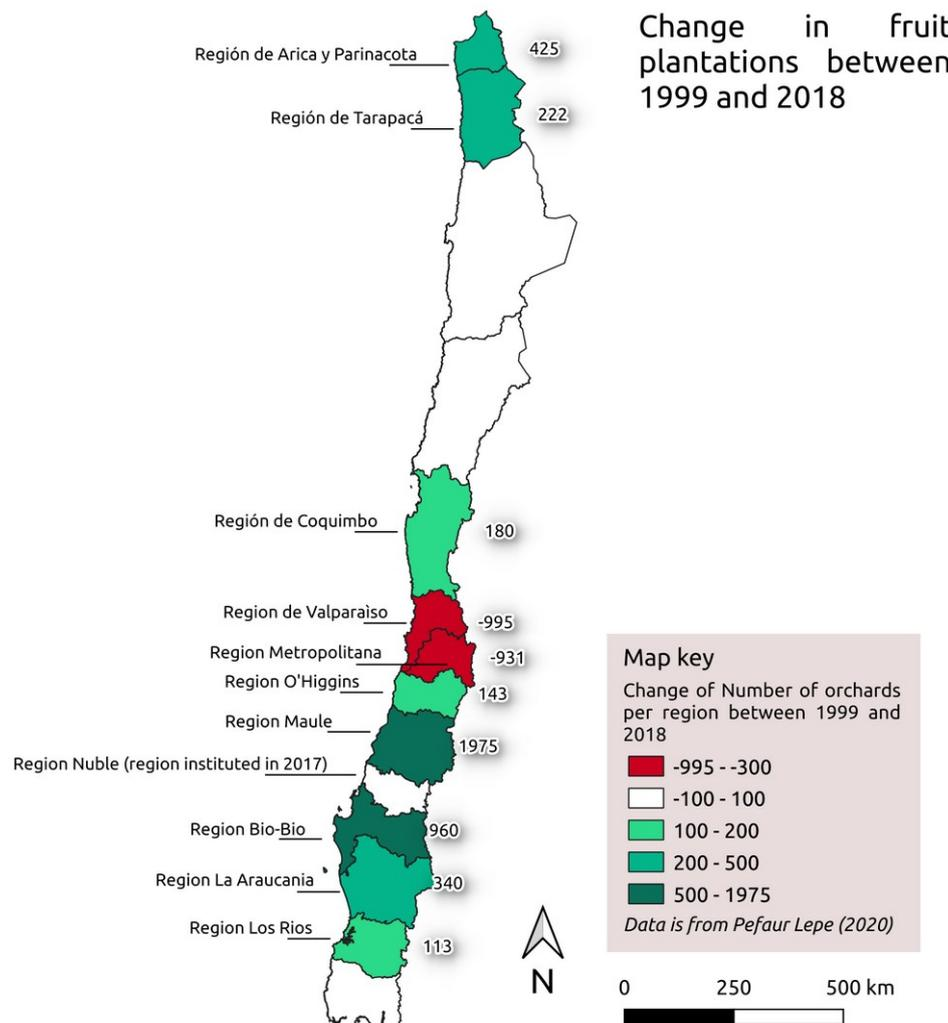 Change in fruit
plantations between
1999 and 2018
Región de Arica y Parinacota
425
Región de Tarapacá
222
Región de Coquimbo
180
Region de Valparaìso
-995
Region Metropolitana
-931
Region O'Higgins
143
Region Maule
1975
Region Nuble (region instituted in 2017)
Region Bio-Bio
960
Region La Araucania
340
Region Los Rios
113
Map key
Change of Number of orchards
per region between 1999 and
2018
-995 - -300
-100 - 100
100 - 200
200 - 500
500 - 1975
Data is from Pefaur Lepe (2020)
N
0 250 500 km